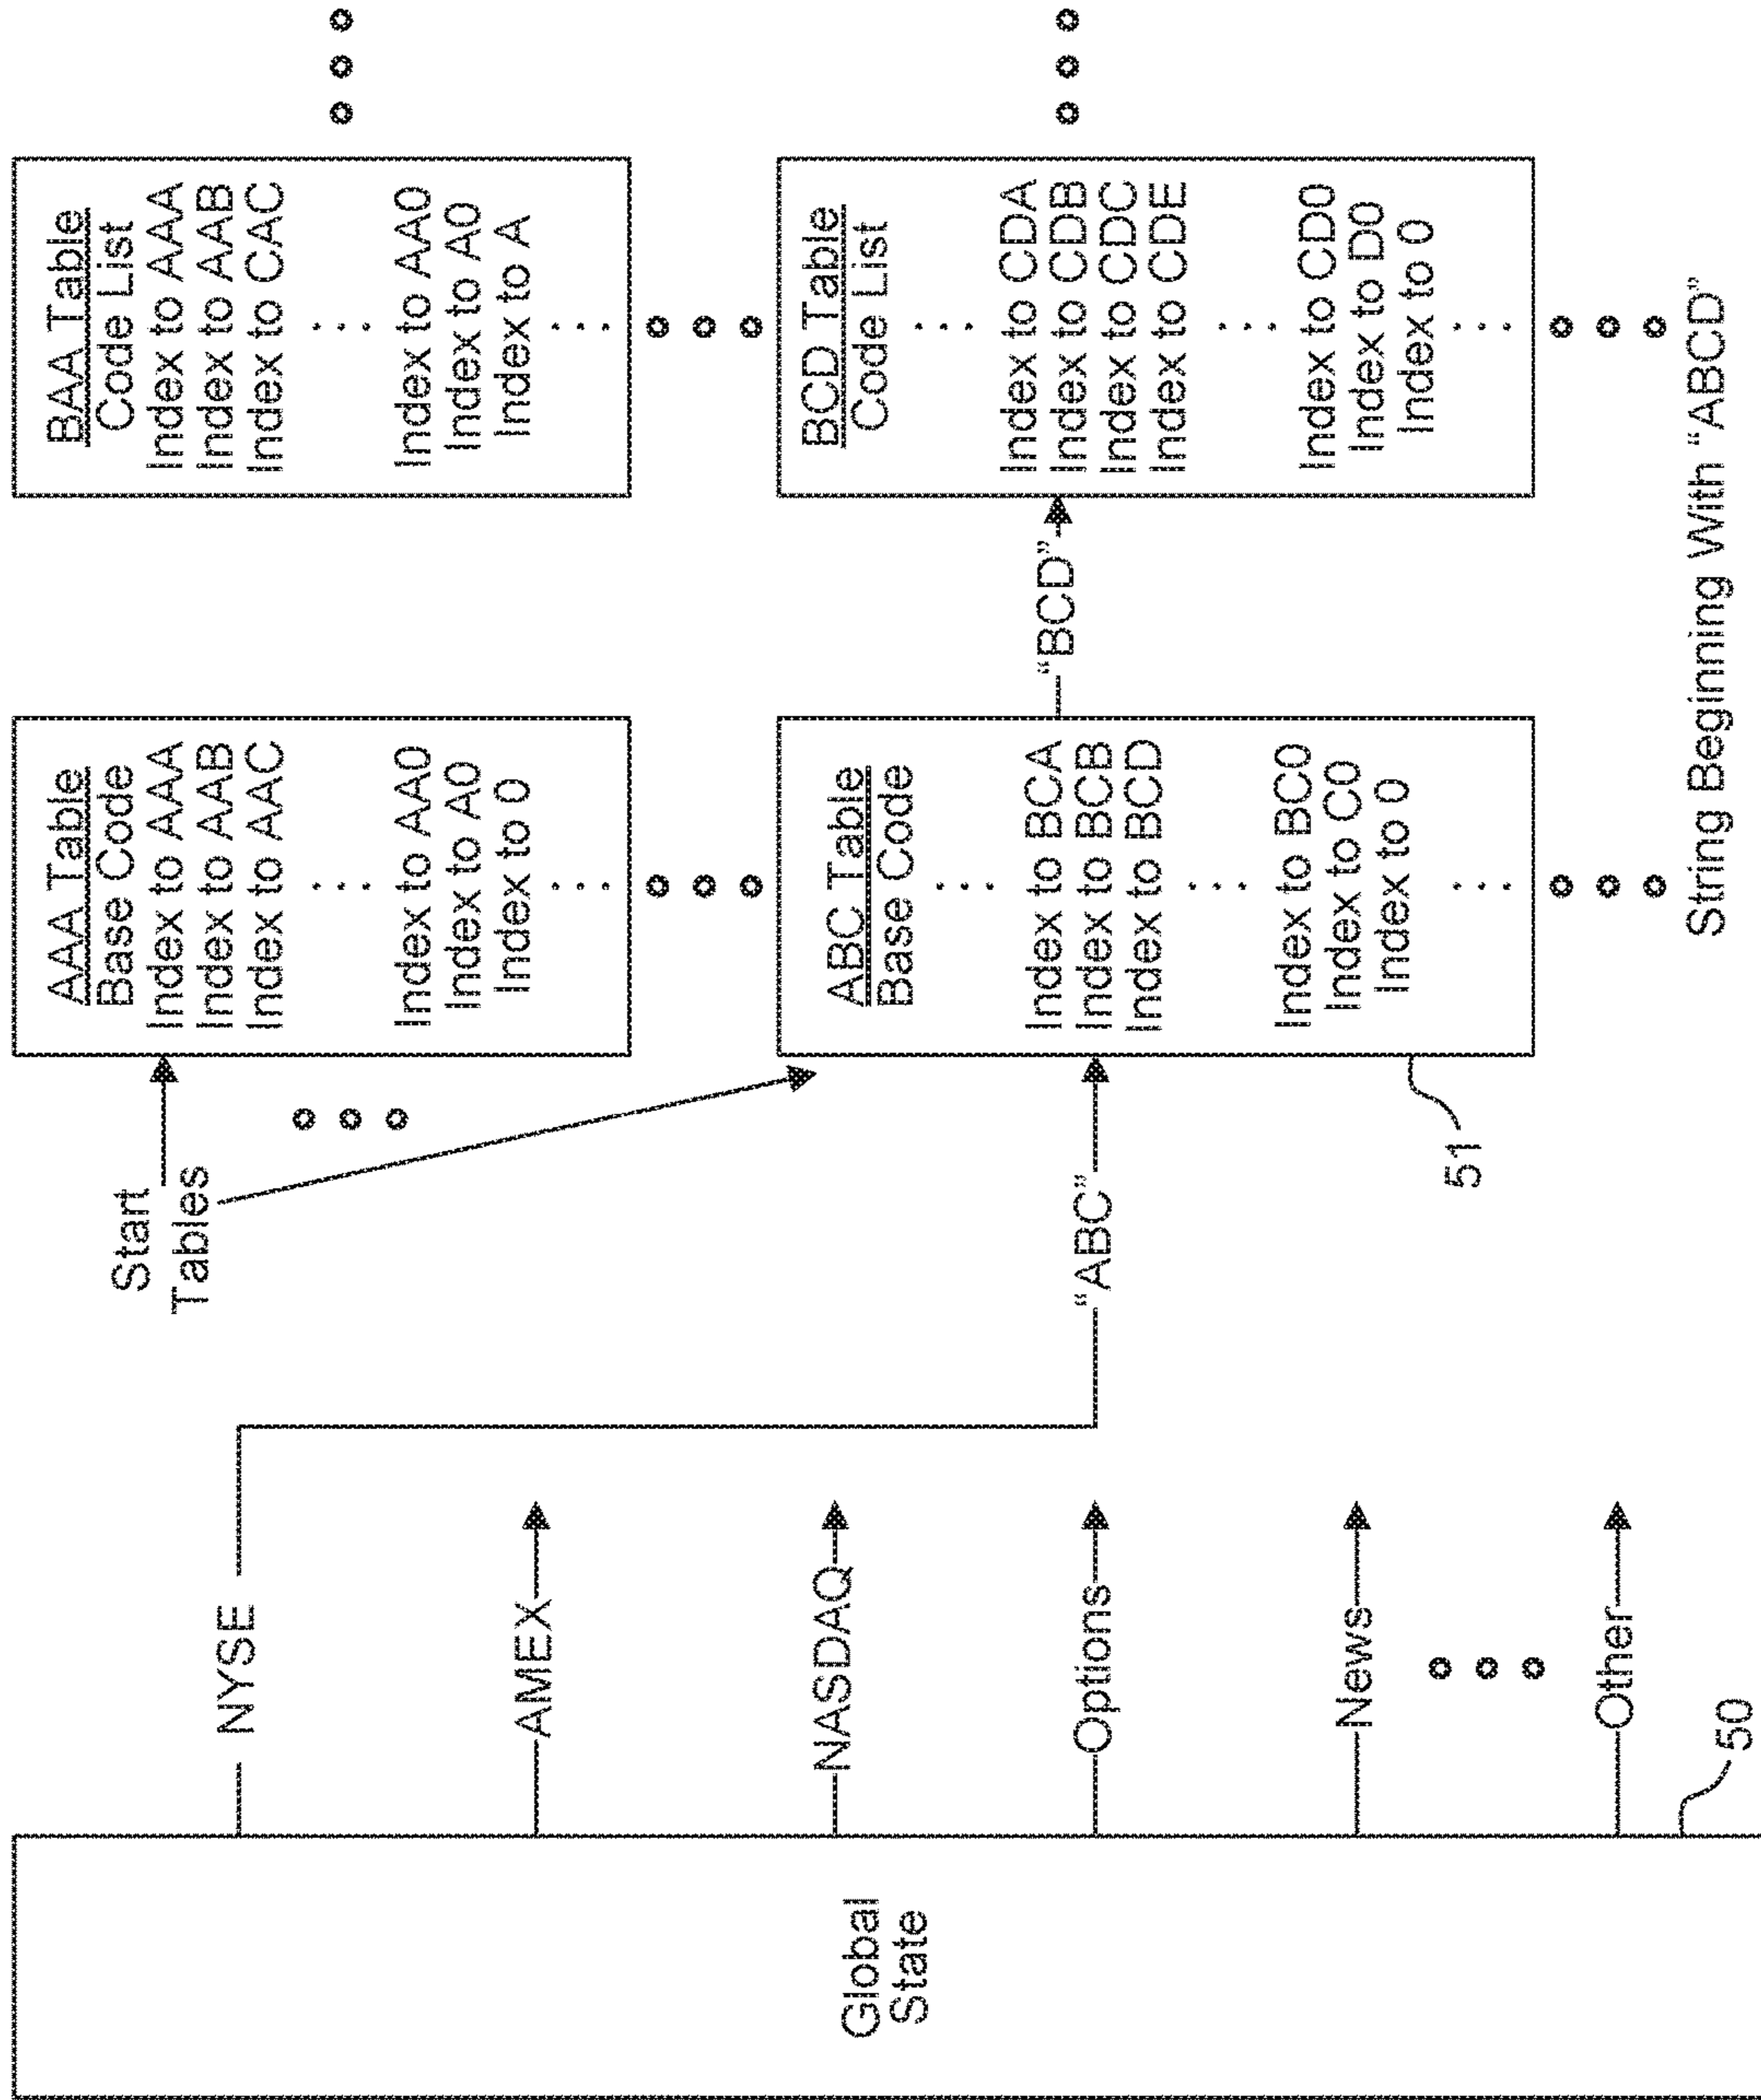 Global
State
50
NYSE
AMEX
NASDAQ
Options
News
Other
Start
Tables
“ABC”
51
AAA Table
Base Code
Index to AAA
Index to AAB
Index to AAC
. . .
Index to AA0
Index to A0
Index to 0
. . .
ABC Table
Base Code
. . .
Index to BCA
Index to BCB
Index to BCD
. . .
Index to BC0
Index to C0
Index to 0
. . .
“BCD”
BAA Table
Code List
Index to AAA
Index to AAB
Index to CAC
. . .
Index to AA0
Index to A0
Index to A
. . .
BCD Table
Code List
. . .
Index to CDA
Index to CDB
Index to CDC
Index to CDE
. . .
Index to CD0
Index to D0
Index to 0
. . .
String Beginning With “ABCD”